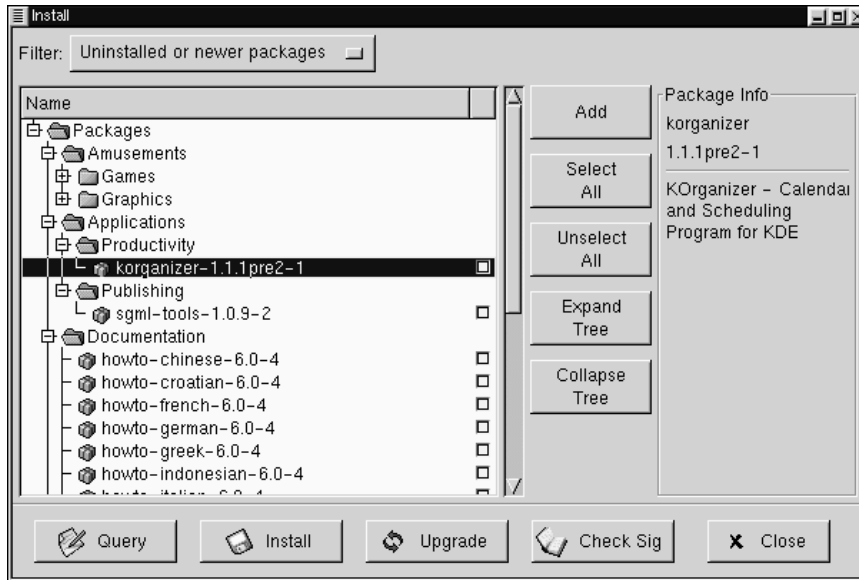 Install
Filter: Uninstalled or newer packages
Name
Packages
Amusements
Games
Graphics
Applications
Productivity
korganizer-1.1.1pre2-1
Publishing
sgml-tools-1.0.9-2
Documentation
howto-chinese-6.0-4
howto-croatian-6.0-4
howto-french-6.0-4
howto-german-6.0-4
howto-greek-6.0-4
howto-indonesian-6.0-4
Add
Select
All
Unselect
All
Expand
Tree
Collapse
Tree
Package Info
korganizer
1.1.1pre2-1
KOrganizer - Calendar
and Scheduling
Program for KDE
Query
Install
Upgrade
Check Sig
Close